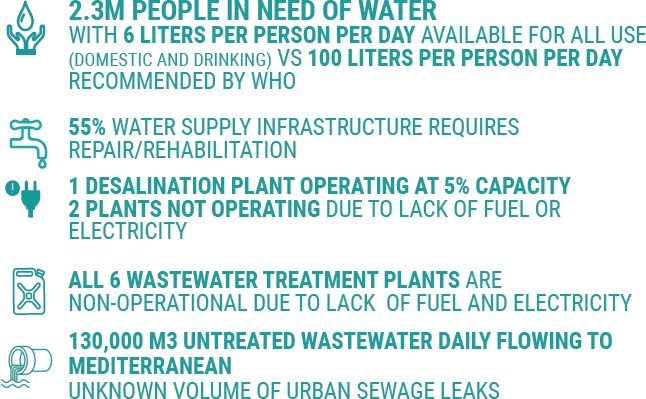 2.3M PEOPLE IN NEED OF WATER
WITH 6 LITERS PER PERSON PER DAY AVAILABLE FOR ALL USE
(DOMESTIC AND DRINKING) VS 100 LITERS PER PERSON PER DAY
RECOMMENDED BY WHO
55% WATER SUPPLY INFRASTRUCTURE REQUIRES
REPAIR/REHABILITATION
1 DESALINATION PLANT OPERATING AT 5% CAPACITY
2 PLANTS NOT OPERATING DUE TO LACK OF FUEL OR
ELECTRICITY
ALL 6 WASTEWATER TREATMENT PLANTS ARE
NON-OPERATIONAL DUE TO LACK OF FUEL AND ELECTRICITY
130,000 M3 UNTREATED WASTEWATER DAILY FLOWING TO
MEDITERRANEAN
UNKNOWN VOLUME OF URBAN SEWAGE LEAKS